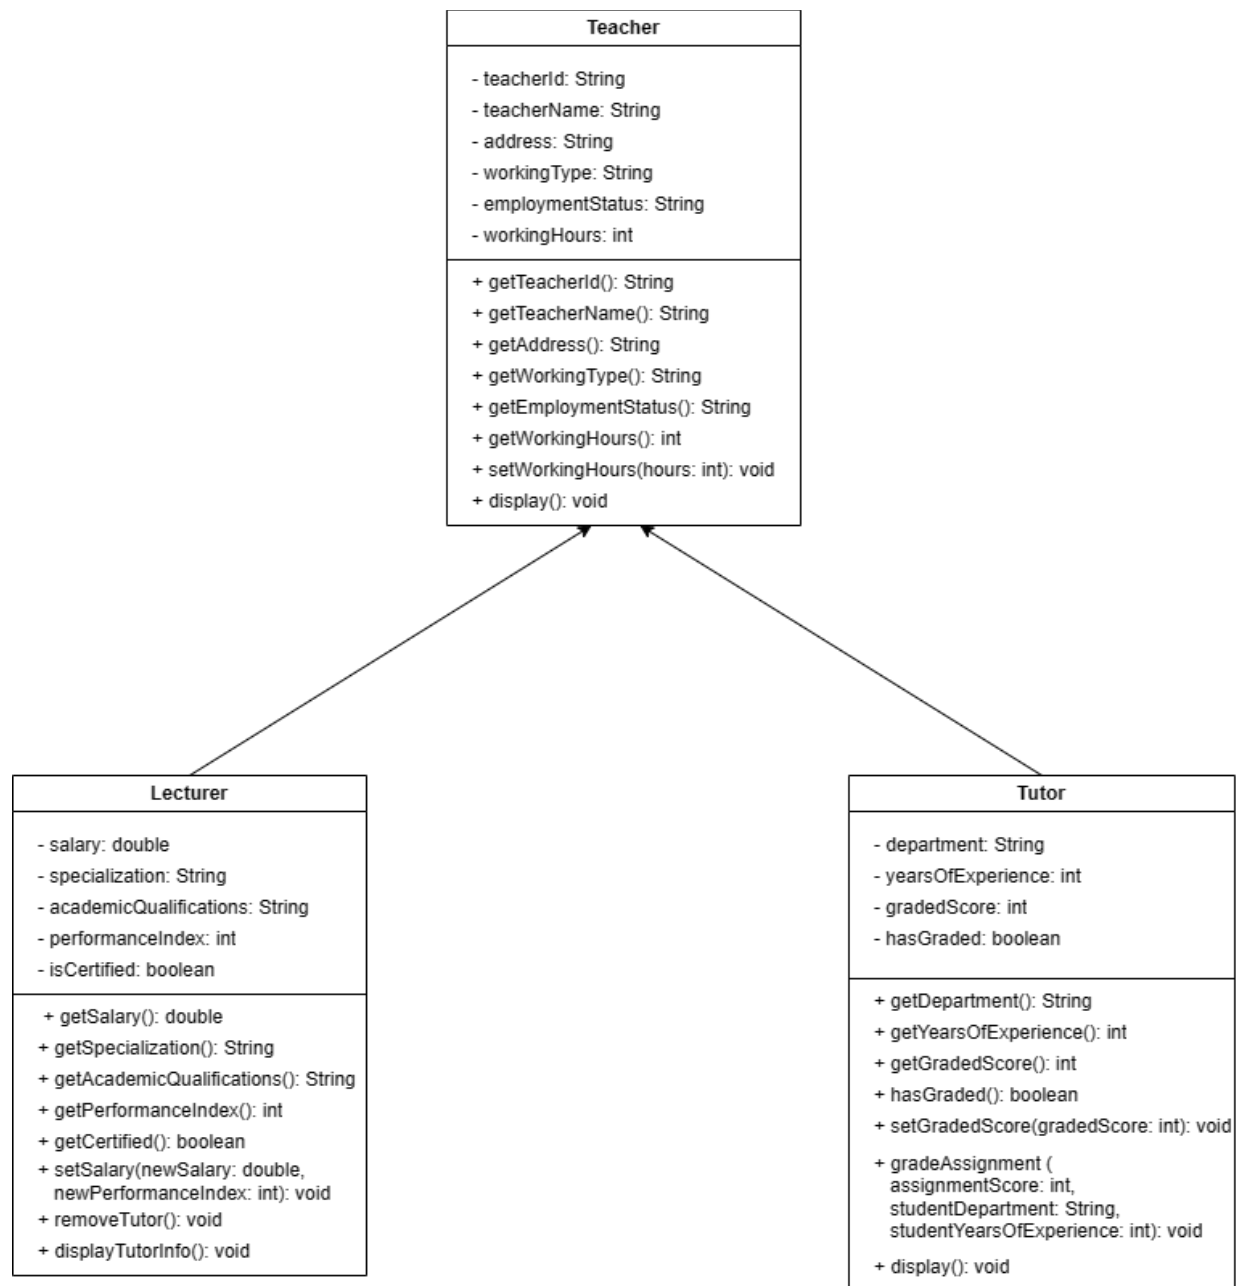 Teacher
- teacherId: String
- teacherName: String
- address: String
- workingType: String
- employmentStatus: String
- workingHours: int
+ getTeacherId(): String
+ getTeacherName(): String
+ getAddress(): String
+ getWorkingType(): String
+ getEmploymentStatus(): String
+ getWorkingHours(): int
+ setWorkingHours(hours: int): void
+ display(): void
Lecturer
- salary: double
- specialization: String
- academicQualifications: String
- performanceIndex: int
- isCertified: boolean
+ getSalary(): double
+ getSpecialization(): String
+ getAcademicQualifications(): String
+ getPerformanceIndex(): int
+ getCertified(): boolean
+ setSalary(newSalary: double,
newPerformanceIndex: int): void
+ removeTutor(): void
+ displayTutorInfo(): void
Tutor
- department: String
- yearsOfExperience: int
- gradedScore: int
- hasGraded: boolean
+ getDepartment(): String
+ getYearsOfExperience(): int
+ getGradedScore(): int
+ hasGraded(): boolean
+ setGradedScore(gradedScore: int): void
+ gradeAssignment (
assignmentScore: int,
studentDepartment: String,
studentYearsOfExperience: int): void
+ display(): void